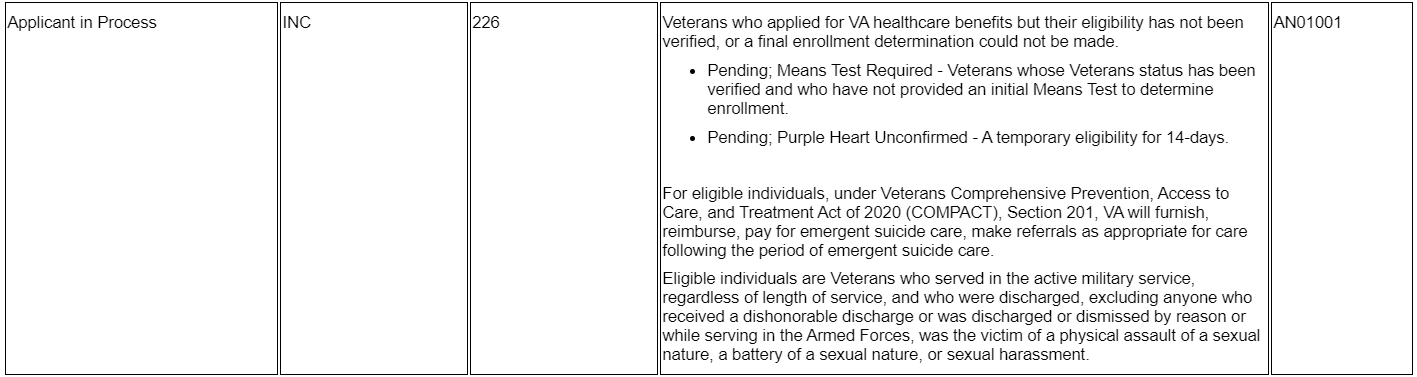 Applicant in Process
INC
226
Veterans who applied for VA healthcare benefits but their eligibility has not been
verified, or a final enrollment determination could not be made.
• Pending; Means Test Required - Veterans whose Veterans status has been
verified and who have not provided an initial Means Test to determine
enrollment.
• Pending; Purple Heart Unconfirmed - A temporary eligibility for 14-days.
For eligible individuals, under Veterans Comprehensive Prevention, Access to
Care, and Treatment Act of 2020 (COMPACT), Section 201, VA will furnish,
reimburse, pay for emergent suicide care, make referrals as appropriate for care
following the period of emergent suicide care.
Eligible individuals are Veterans who served in the active military service,
regardless of length of service, and who were discharged, excluding anyone who
received a dishonorable discharge or was discharged or dismissed by reason or
while serving in the Armed Forces, was the victim of a physical assault of a sexual
nature, a battery of a sexual nature, or sexual harassment.
AN01001